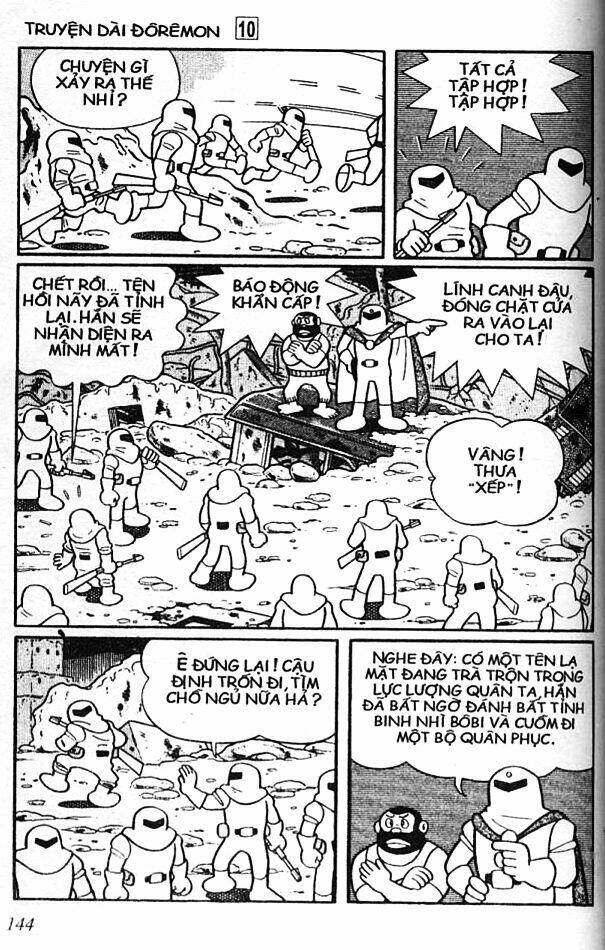 TRUYỆN DÀI ĐÔRÊMON 10
CHUYỆN GÌ
XẢY RA THẾ
NHỈ?
TẤT CẢ
TẬP HỢP!
TẬP HỢP!
CHẾT RỒI... TÊN
HỒI NÃY ĐÃ TỈNH
LẠI. HẮN SẼ
NHẬN DIỆN RA
MÌNH MẤT!
BÁO ĐỘNG
KHẨN CẤP!
LÍNH CANH ĐÂU,
ĐÓNG CHẶT CỬA
RA VÀO LẠI
CHO TA!
VÂNG!
THƯA
"XẾP"!
Ê ĐỨNG LẠI! CẬU
ĐỊNH TRỐN ĐI, TÌM
CHỖ NGỦ NỮA HẢ?
NGHE ĐÂY: CÓ MỘT TÊN LẠ
MẶT ĐANG TRÀ TRỘN TRONG
LỰC LƯỢNG QUÂN TA, HẮN
ĐÃ BẤT NGỜ ĐÁNH BẤT TỈNH
BINH NHÌ BÔBI VÀ CUỖM ĐI
MỘT BỘ QUÂN PHỤC.
144